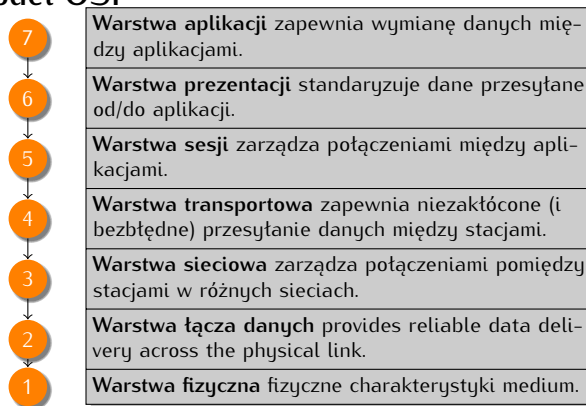 7
Warstwa aplikacji zapewnia wymianę danych mię-
dzy aplikacjami.
6
Warstwa prezentacji standaryzuje dane przesyłane
od/do aplikacji.
5
Warstwa sesji zarządza połączeniami między apli-
kacjami.
4
Warstwa transportowa zapewnia niezakłócone (i
bezbłędne) przesyłanie danych między stacjami.
3
Warstwa sieciowa zarządza połączeniami pomiędzy
stacjami w różnych sieciach.
2
Warstwa łącza danych provides reliable data deli-
very across the physical link.
1
Warstwa fizyczna fizyczne charakterystyki medium.